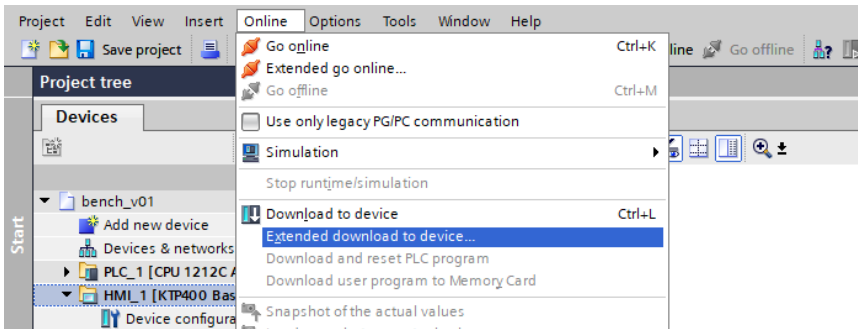 Project Edit View Insert Online Options Tools Window Help
Save project
Go online Ctrl+K
line Go offline
Extended go online...
Go offline Ctrl+M
Project tree
Devices
Use only legacy PG/PC communication
Simulation
Stop runtime/simulation
bench_v01
Download to device Ctrl+L
Add new device
Extended download to device...
Devices & networks
Download and reset PLC program
PLC_1 [CPU 1212C A
Download user program to Memory Card
HMI_1 [KTP400 Bas
Snapshot of the actual values
Device configura
Start